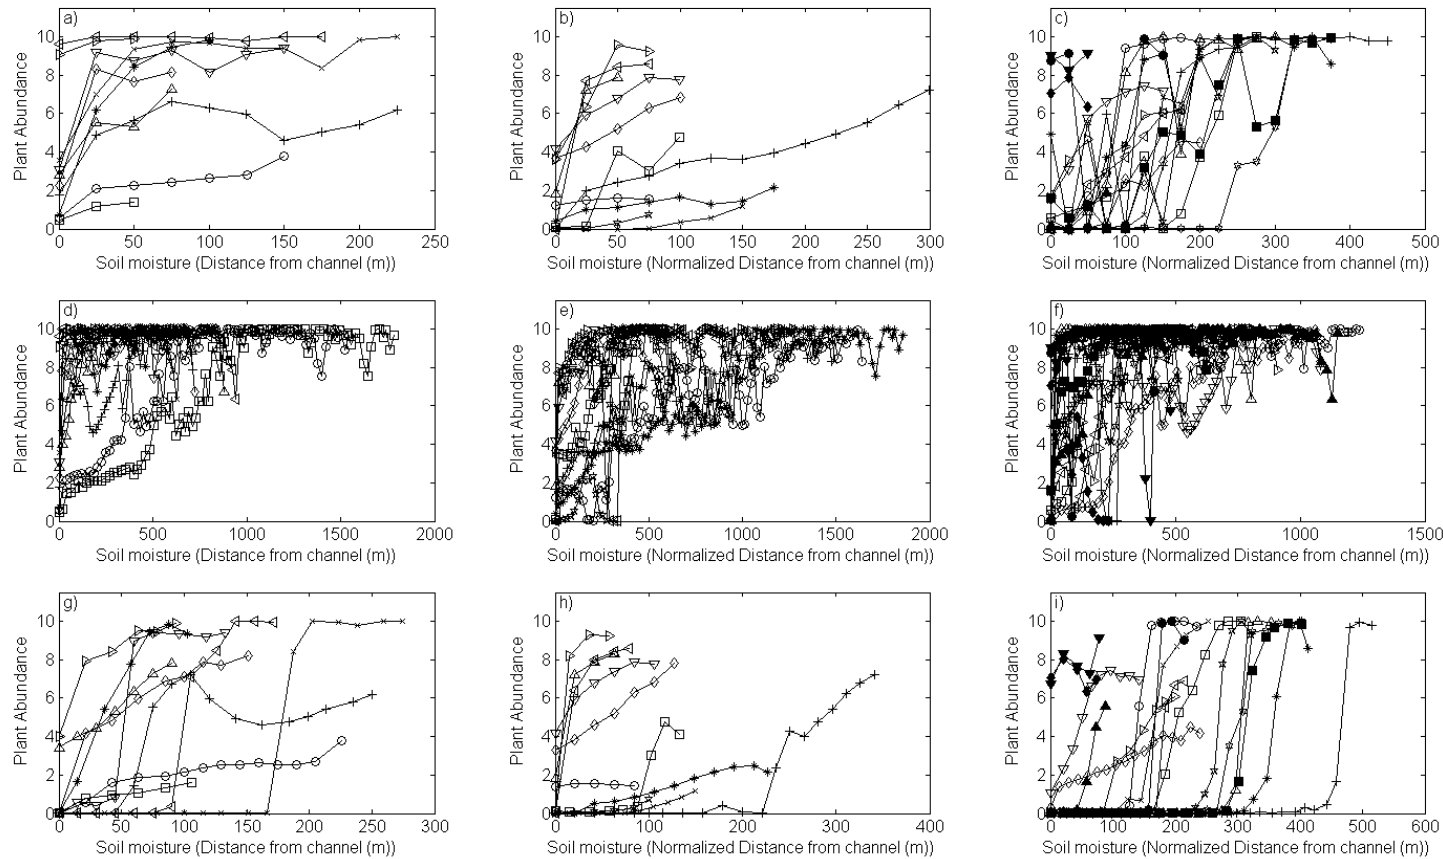 a)
Plant Abundance
10
8
6
4
2
0
0 50 100 150 200 250
Soil moisture (Distance from channel (m))
b)
Plant Abundance
10
8
6
4
2
0
0 50 100 150 200 250 300
Soil moisture (Normalized Distance from channel (m))
c)
Plant Abundance
10
8
6
4
2
0
0 100 200 300 400 500
Soil moisture (Normalized Distance from channel (m))
d)
Plant Abundance
10
8
6
4
2
0
0 500 1000 1500 2000
Soil moisture (Distance from channel (m))
e)
Plant Abundance
10
8
6
4
2
0
0 500 1000 1500 2000
Soil moisture (Normalized Distance from channel (m))
f)
Plant Abundance
10
8
6
4
2
0
0 500 1000 1500
Soil moisture (Normalized Distance from channel (m))
g)
Plant Abundance
10
8
6
4
2
0
0 50 100 150 200 250 300
Soil moisture (Distance from channel (m))
h)
Plant Abundance
10
8
6
4
2
0
0 100 200 300 400
Soil moisture (Normalized Distance from channel (m))
i)
Plant Abundance
10
8
6
4
2
0
0 100 200 300 400 500 600
Soil moisture (Normalized Distance from channel (m))